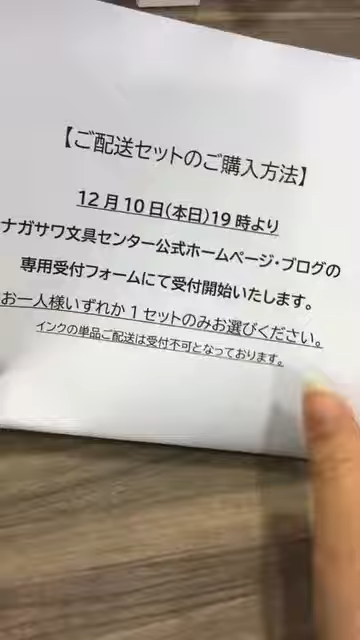 【ご配送セットのご購入方法】
12月10日(本日)19時より
ナガサワ文具センター公式ホームページ・ブログの
専用受付フォームにて受付開始いたします。
お一人様いずれか1セットのみお選びください。
インクの単品ご配送は受付不可となっております。